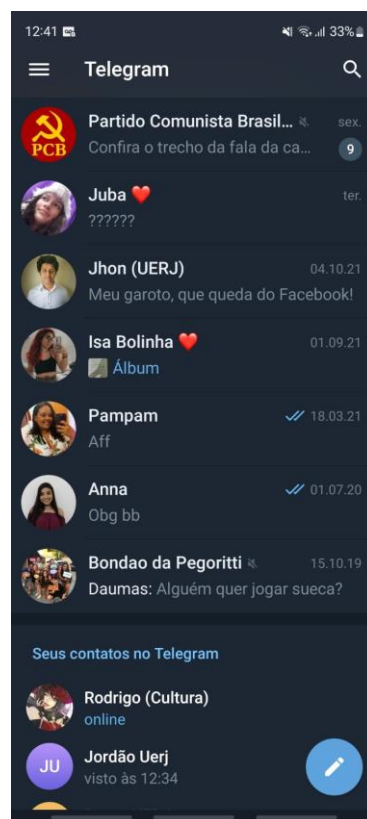 12:41
33%
Telegram
Partido Comunista Brasil... sex.
PCB Confira o trecho da fala da ca... 9
Juba ❤️ ter.
??????
Jhon (UERJ) 04.10.21
Meu garoto, que queda do Facebook!
Isa Bolinha ❤️ 01.09.21
Álbum
Pampam 18.03.21
Aff
Anna 01.07.20
Obg bb
Bondao da Pegoritti 15.10.19
Daumas: Alguém quer jogar sueca?
Seus contatos no Telegram
Rodrigo (Cultura)
online
JU Jordão Uerj
visto às 12:34